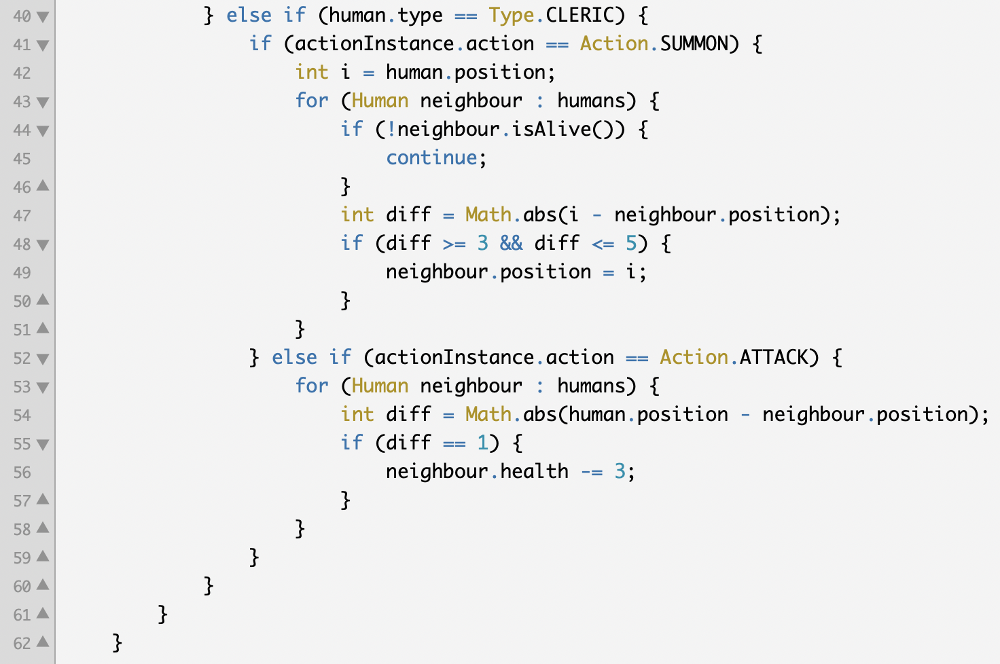 40 } else if (human.type == Type.CLERIC) {
41 if (actionInstance.action == Action.SUMMON) {
42 int i = human.position;
43 for (Human neighbour : humans) {
44 if (!neighbour.isAlive()) {
45 continue;
46 }
47 int diff = Math.abs(i - neighbour.position);
48 if (diff >= 3 && diff <= 5) {
49 neighbour.position = i;
50 }
51 }
52 } else if (actionInstance.action == Action.ATTACK) {
53 for (Human neighbour : humans) {
54 int diff = Math.abs(human.position - neighbour.position);
55 if (diff == 1) {
56 neighbour.health -= 3;
57 }
58 }
59 }
60 }
61 }
62 }